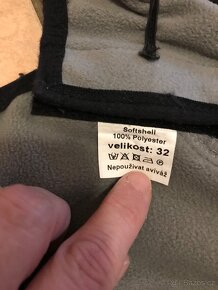 Softshell
100% Polyester
velikost: 32
Nepoužívat aviváž